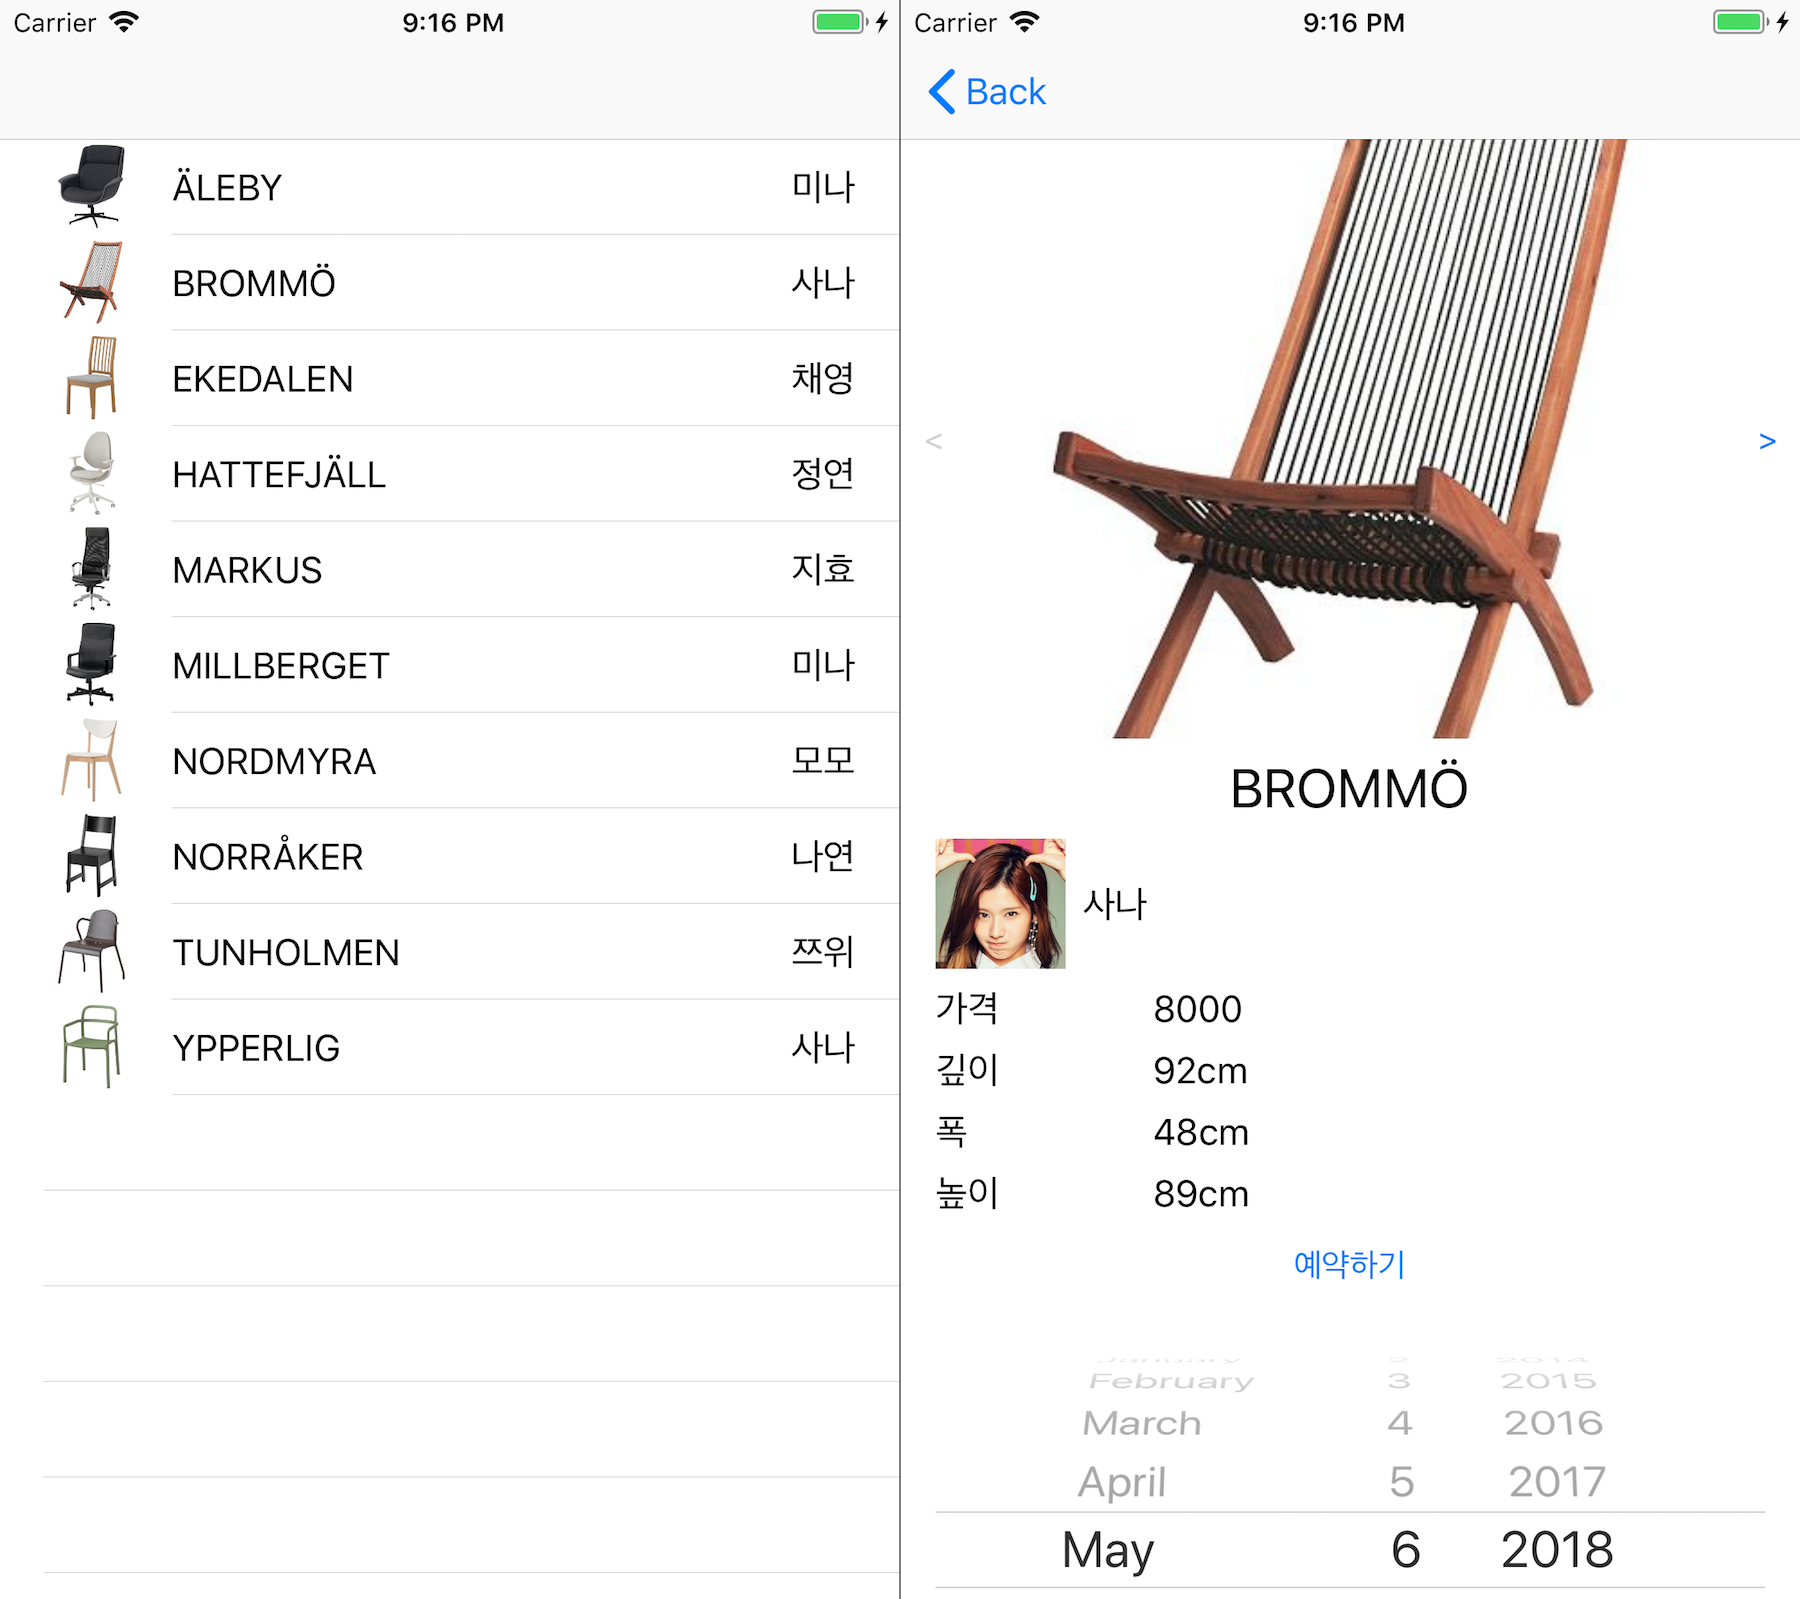 Carrier 9:16 PM
ÄLEBY 미나
BROMMÖ 사나
EKEDALEN 채영
HATTEFJÄLL 정연
MARKUS 지효
MILLBERGET 미나
NORDMYRA 모모
NORRÅKER 나연
TUNHOLMEN 쯔위
YPPERLIG 사나
Carrier 9:16 PM
< Back
< >
BROMMÖ
사나
가격 8000
깊이 92cm
폭 48cm
높이 89cm
예약하기
January 2 2014
February 3 2015
March 4 2016
April 5 2017
May 6 2018